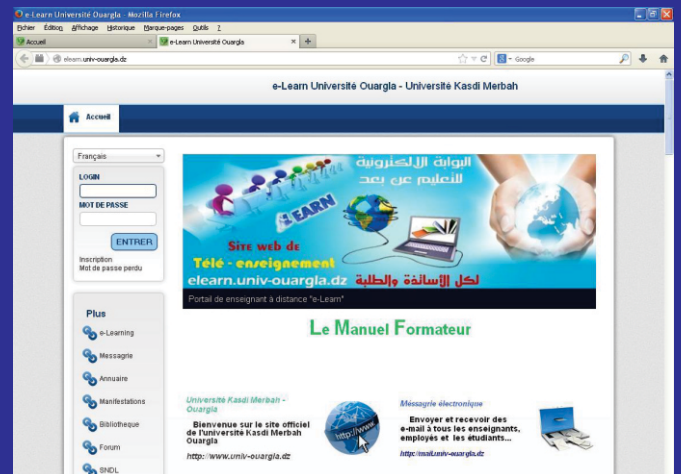 e-Learn Université Ouargla - Mozilla Firefox
Fichier Édition Affichage Historique Marque-pages Outils ?
Accueil
e-Learn Université Ouargla
elearn.univ-ouargla.dz
Google
e-Learn Université Ouargla - Université Kasdi Merbah
Accueil
Français
LOGIN
MOT DE PASSE
ENTRER
Inscription
Mot de passe perdu
البوابة الإلكترونية
للتعليم عن بعد
LEARN
Site web de
Télé - enseignement
elearn.univ-ouargla.dz لكل الأساتذة والطلبة
Portail de enseignant à distance "e-Learn"
Le Manuel Formateur
Plus
e-Learning
Messagrie
Annuaire
Manifestations
Bibliotheque
Forum
SNDL
Université Kasdi Merbah -
Ouargla
Bienvenue sur le site officiel
de l'université Kasdi Merbah
Ouargla
http://www.univ-ouargla.dz
http://www
Méssagrie électronique
Envoyer et recevoir des
e-mail à tous les enseignants,
employés et les étudiants...
http://mail.univ-ouargla.dz